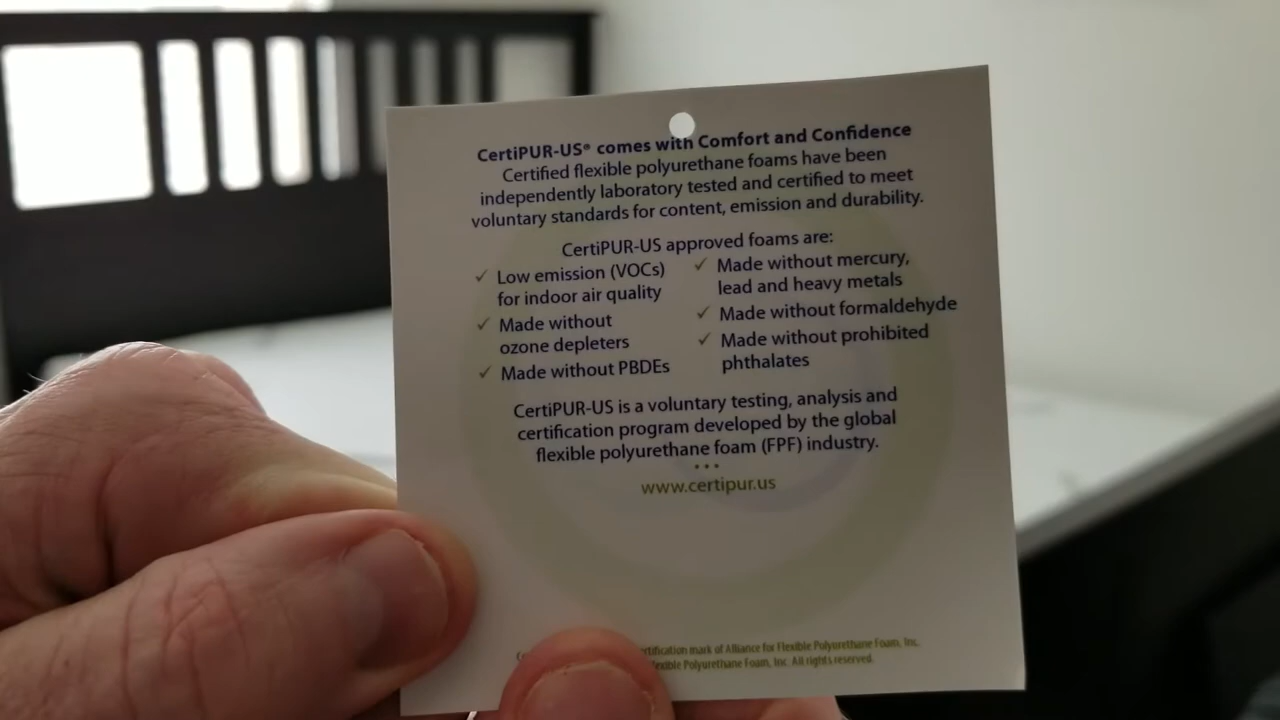 CertiPUR-US® comes with Comfort and Confidence
Certified flexible polyurethane foams have been
independently laboratory tested and certified to meet
voluntary standards for content, emission and durability.
CertiPUR-US approved foams are:
✓ Low emission (VOCs)
for indoor air quality
✓ Made without
ozone depleters
✓ Made without PBDEs
✓ Made without mercury,
lead and heavy metals
✓ Made without formaldehyde
✓ Made without prohibited
phthalates
CertiPUR-US is a voluntary testing, analysis and
certification program developed by the global
flexible polyurethane foam (FPF) industry.
•••
www.certipur.us
mark of Alliance for Flexible Polyurethane Foam, Inc.
Polyurethane Foam, Inc. All rights reserved.